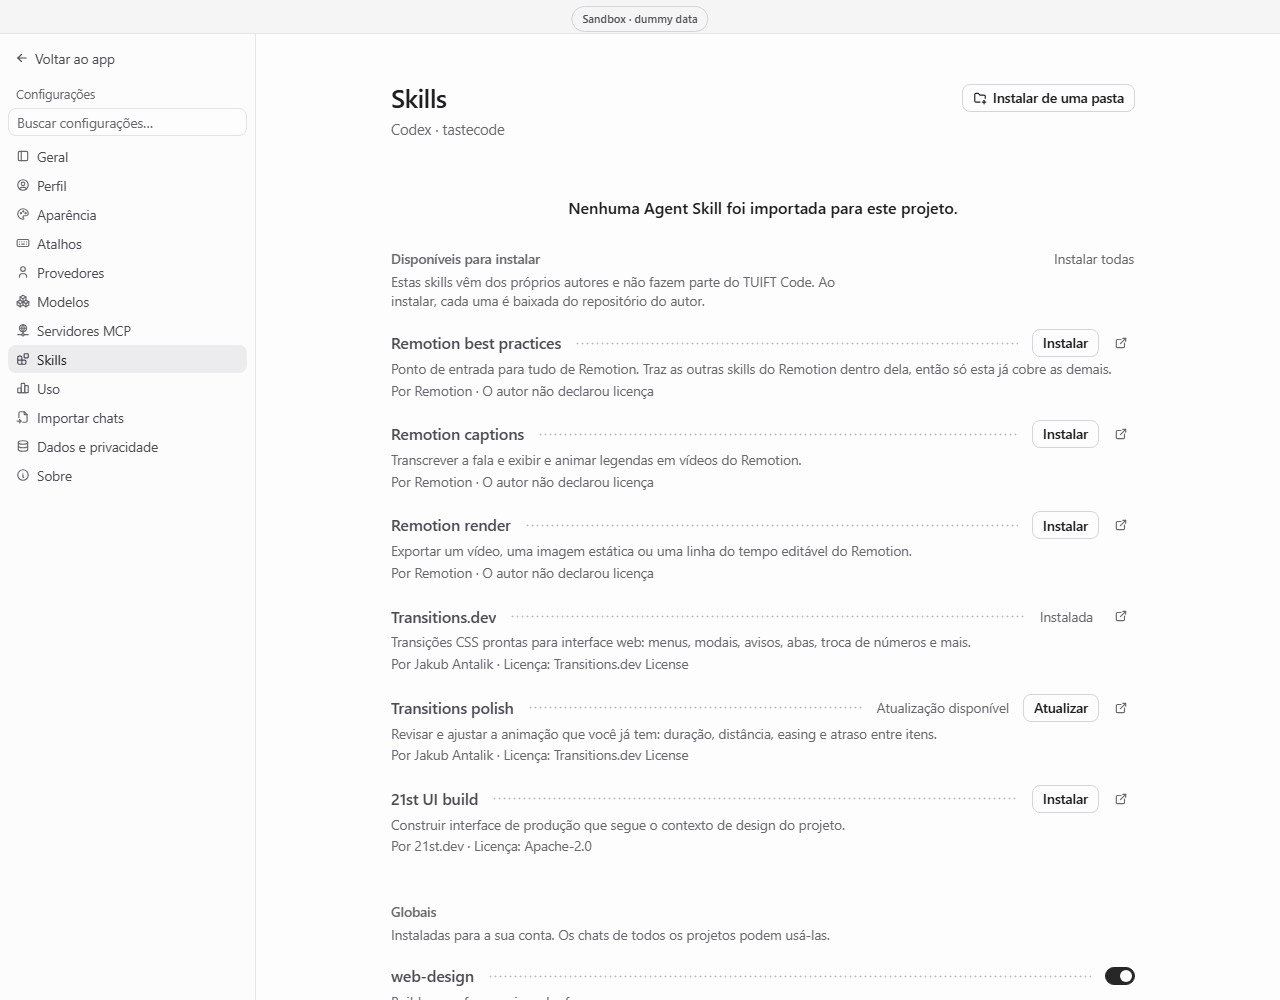 Sandbox · dummy data
Voltar ao app
Configurações
Buscar configurações...
Geral
Perfil
Aparência
Atalhos
Provedores
Modelos
Servidores MCP
Skills
Uso
Importar chats
Dados e privacidade
Sobre
Skills
Instalar de uma pasta
Codex · tastecode
Nenhuma Agent Skill foi importada para este projeto.
Disponíveis para instalar
Instalar todas
Estas skills vêm dos próprios autores e não fazem parte do TUIFT Code. Ao
instalar, cada uma é baixada do repositório do autor.
Remotion best practices
Instalar
Ponto de entrada para tudo de Remotion. Traz as outras skills do Remotion dentro dela, então só esta já cobre as demais.
Por Remotion · O autor não declarou licença
Remotion captions
Instalar
Transcrever a fala e exibir e animar legendas em vídeos do Remotion.
Por Remotion · O autor não declarou licença
Remotion render
Instalar
Exportar um vídeo, uma imagem estática ou uma linha do tempo editável do Remotion.
Por Remotion · O autor não declarou licença
Transitions.dev
Instalada
Transições CSS prontas para interface web: menus, modais, avisos, abas, troca de números e mais.
Por Jakub Antalik · Licença: Transitions.dev License
Transitions polish
Atualização disponível
Atualizar
Revisar e ajustar a animação que você já tem: duração, distância, easing e atraso entre itens.
Por Jakub Antalik · Licença: Transitions.dev License
21st UI build
Instalar
Construir interface de produção que segue o contexto de design do projeto.
Por 21st.dev · Licença: Apache-2.0
Globais
Instaladas para a sua conta. Os chats de todos os projetos podem usá-las.
web-design